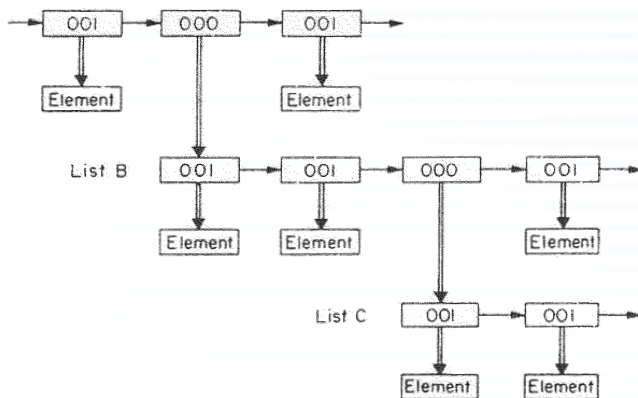 001 000 001
Element Element
List B 001 001 000 001
Element Element Element
List C 001 001
Element Element